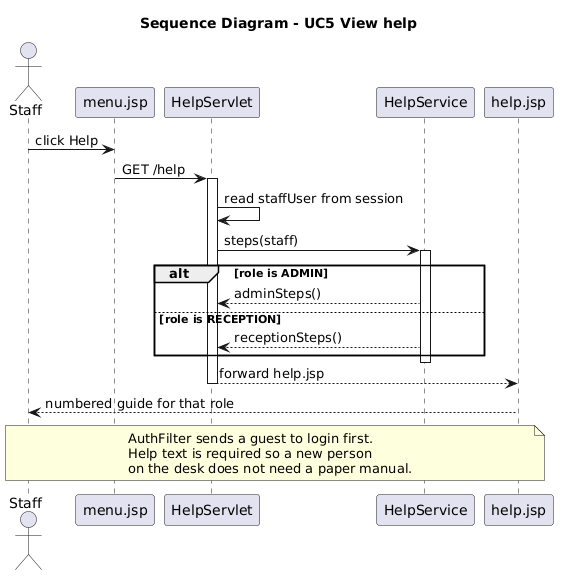 Sequence Diagram - UC5 View help
Staff
menu.jsp
HelpServlet
HelpService
help.jsp
click Help
GET /help
read staffUser from session
steps(staff)
alt
[role is ADMIN]
adminSteps()
[role is RECEPTION]
receptionSteps()
forward help.jsp
numbered guide for that role
AuthFilter sends a guest to login first.
Help text is required so a new person
on the desk does not need a paper manual.
Staff
menu.jsp
HelpServlet
HelpService
help.jsp